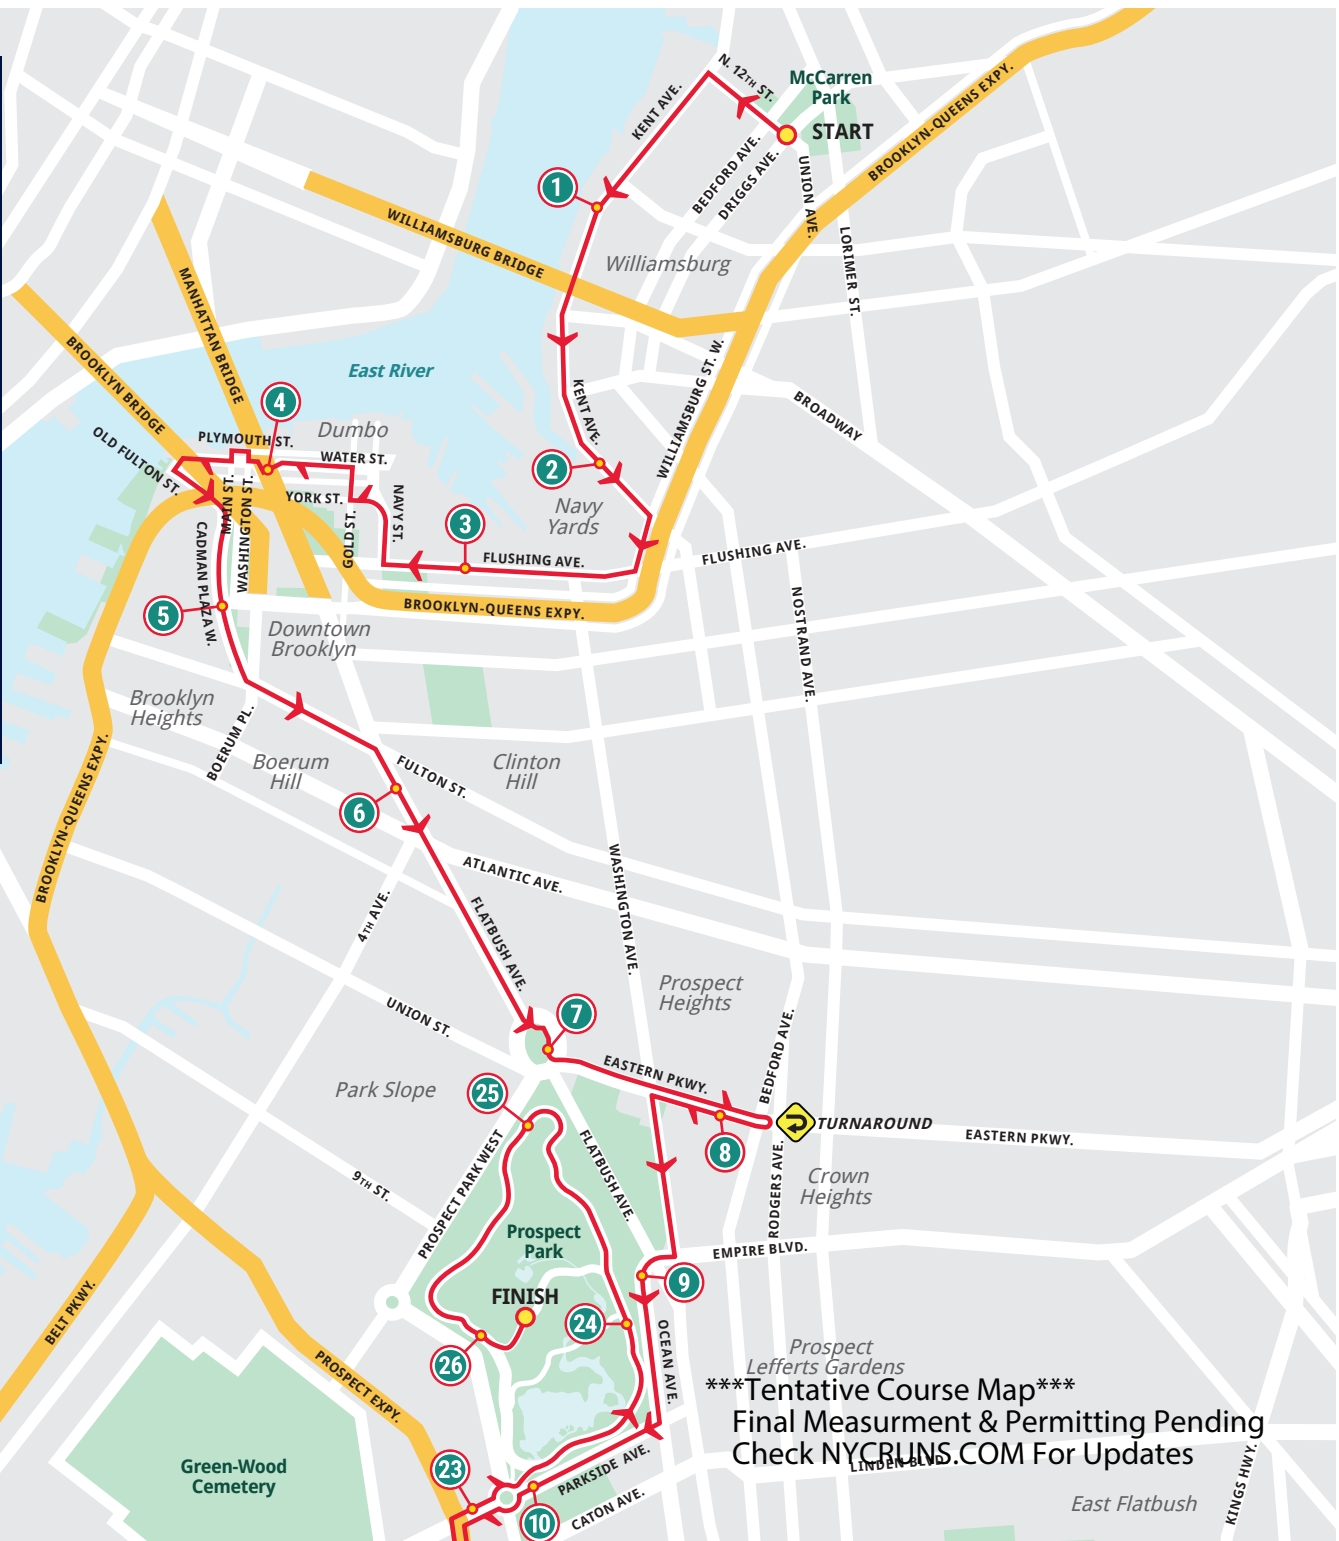 N. 12TH ST.
McCarren
Park
START
KENT AVE.
BEDFORD AVE.
DRIGGS AVE.
UNION AVE.
LORIMER ST.
BROOKLYN-QUEENS EXPY.
1
WILLIAMSBURG BRIDGE
Williamsburg
MANHATTAN BRIDGE
BROOKLYN BRIDGE
East River
KENT AVE.
WILLIAMSBURG ST. W.
BROADWAY
4
Dumbo
PLYMOUTH ST.
WATER ST.
OLD FULTON ST.
2
YORK ST.
MAIN ST.
WASHINGTON ST.
GOLD ST.
NAVY ST.
Navy
Yards
3
FLUSHING AVE.
FLUSHING AVE.
CADMAN PLAZA W.
5
BROOKLYN-QUEENS EXPY.
NOSTRAND AVE.
Downtown
Brooklyn
Brooklyn
Heights
BOERUM PL.
BROOKLYN-QUEENS EXPY.
Boerum
Hill
Clinton
Hill
FULTON ST.
6
ATLANTIC AVE.
WASHINGTON AVE.
4TH AVE.
FLATBUSH AVE.
Prospect
Heights
UNION ST.
7
EASTERN PKWY.
BEDFORD AVE.
Park Slope
25
TURNAROUND
EASTERN PKWY.
8
PROSPECT PARK WEST
FLATBUSH AVE.
9TH ST.
RODGERS AVE.
Crown
Heights
Prospect
Park
EMPIRE BLVD.
9
FINISH
24
BELT PKWY.
OCEAN AVE.
26
PROSPECT EXPY.
Prospect
Lefferts Gardens
***Tentative Course Map***
Final Measurment & Permitting Pending
Check NYCRUNS.COM For Updates
LINDEN BLVD.
Green-Wood
Cemetery
23
PARKSIDE AVE.
CATON AVE.
10
East Flatbush
KINGS HWY.